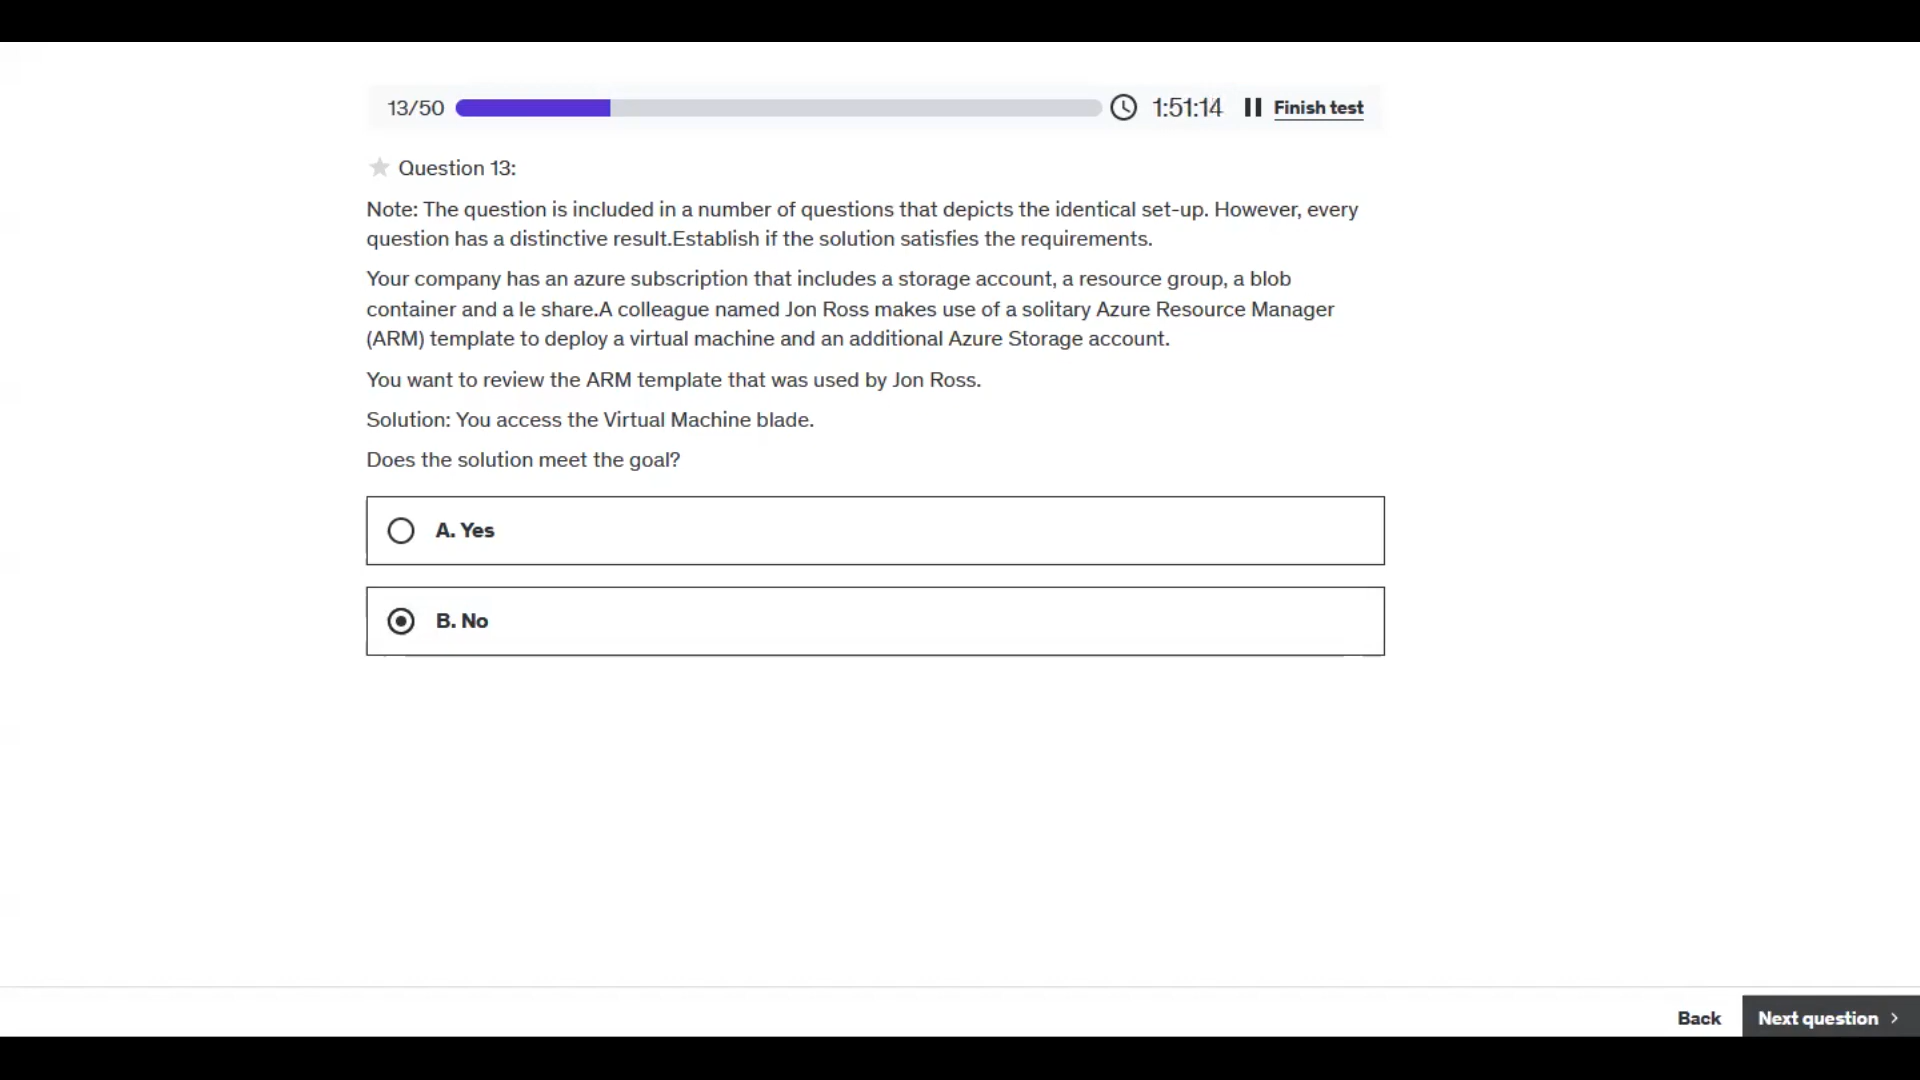 13/50 1:51:14 Finish test
Question 13:
Note: The question is included in a number of questions that depicts the identical set-up. However, every
question has a distinctive result.Establish if the solution satisfies the requirements.
Your company has an azure subscription that includes a storage account, a resource group, a blob
container and a le share.A colleague named Jon Ross makes use of a solitary Azure Resource Manager
(ARM) template to deploy a virtual machine and an additional Azure Storage account.
You want to review the ARM template that was used by Jon Ross.
Solution: You access the Virtual Machine blade.
Does the solution meet the goal?
A. Yes
B. No
Back Next question